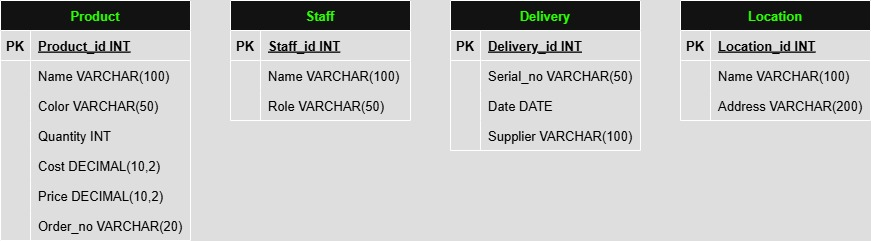 Product
PK Product_id INT
Name VARCHAR(100)
Color VARCHAR(50)
Quantity INT
Cost DECIMAL(10,2)
Price DECIMAL(10,2)
Order_no VARCHAR(20)
Staff
PK Staff_id INT
Name VARCHAR(100)
Role VARCHAR(50)
Delivery
PK Delivery_id INT
Serial_no VARCHAR(50)
Date DATE
Supplier VARCHAR(100)
Location
PK Location_id INT
Name VARCHAR(100)
Address VARCHAR(200)